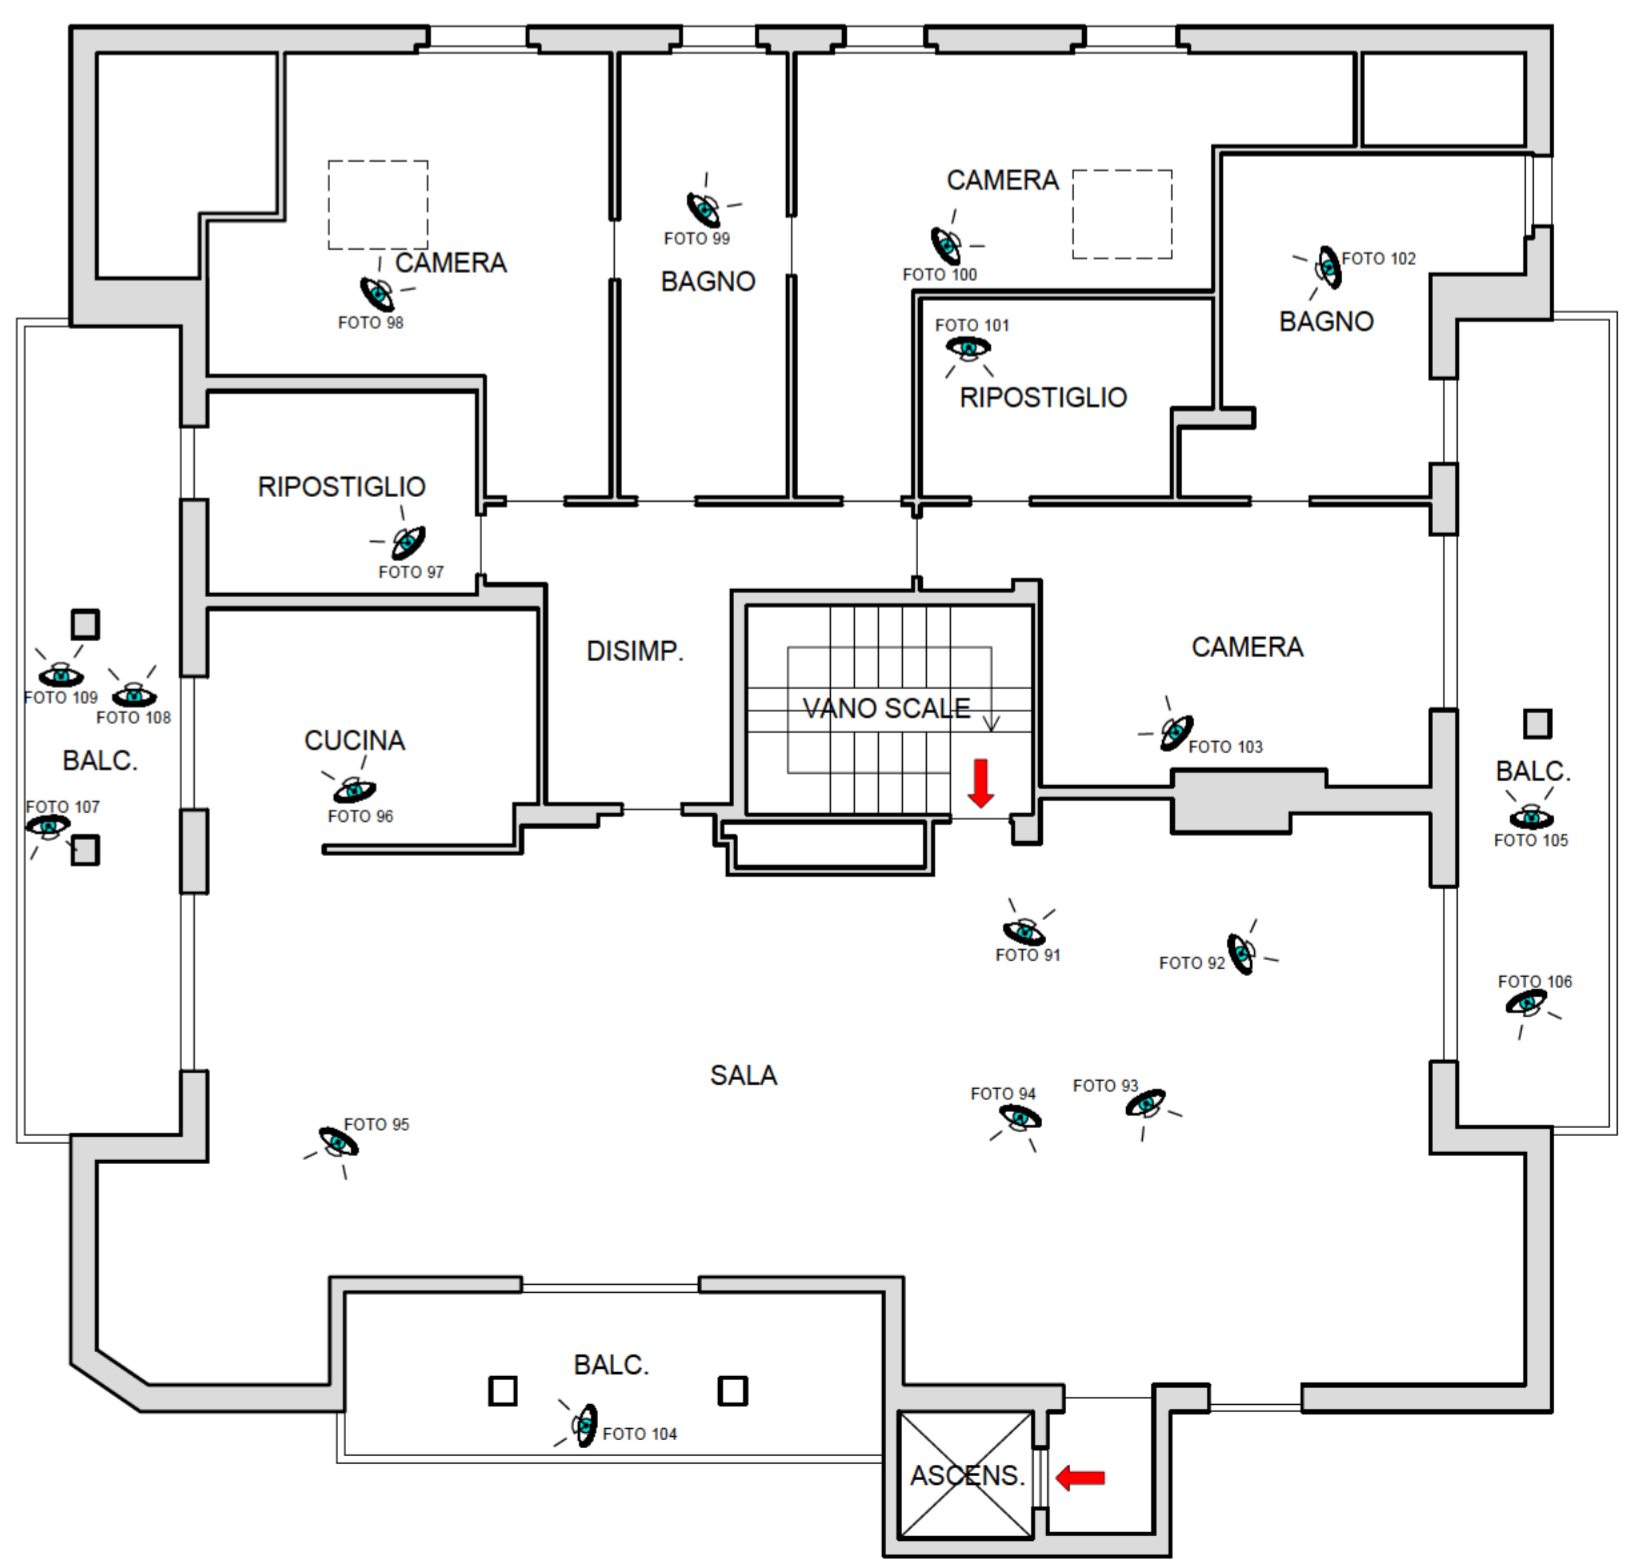 CAMERA
FOTO 99
FOTO 98
BAGNO
CAMERA
FOTO 100
FOTO 102
BAGNO
FOTO 101
RIPOSTIGLIO
RIPOSTIGLIO
FOTO 97
DISIMP.
CAMERA
FOTO 109
FOTO 108
VANO SCALE
CUCINA
FOTO 103
BALC.
BALC.
FOTO 107
FOTO 96
FOTO 105
FOTO 91
FOTO 92
FOTO 106
SALA
FOTO 94
FOTO 93
FOTO 95
BALC.
FOTO 104
ASCENS.